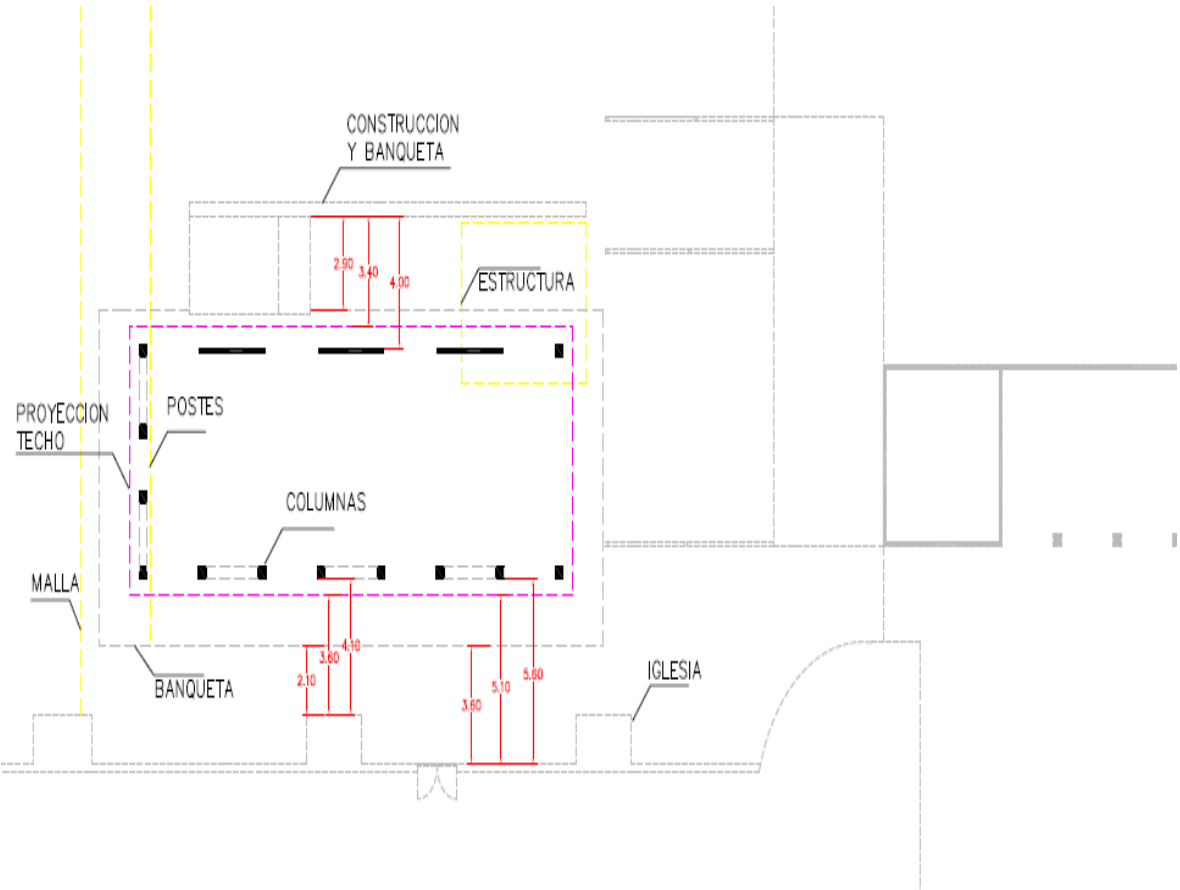 CONSTRUCCION
Y BANQUETA
2.90
3.40
4.00
ESTRUCTURA
PROYECCION
TECHO
POSTES
COLUMNAS
MALLA
BANQUETA
2.10
3.60
4.10
3.60
5.10
5.60
IGLESIA